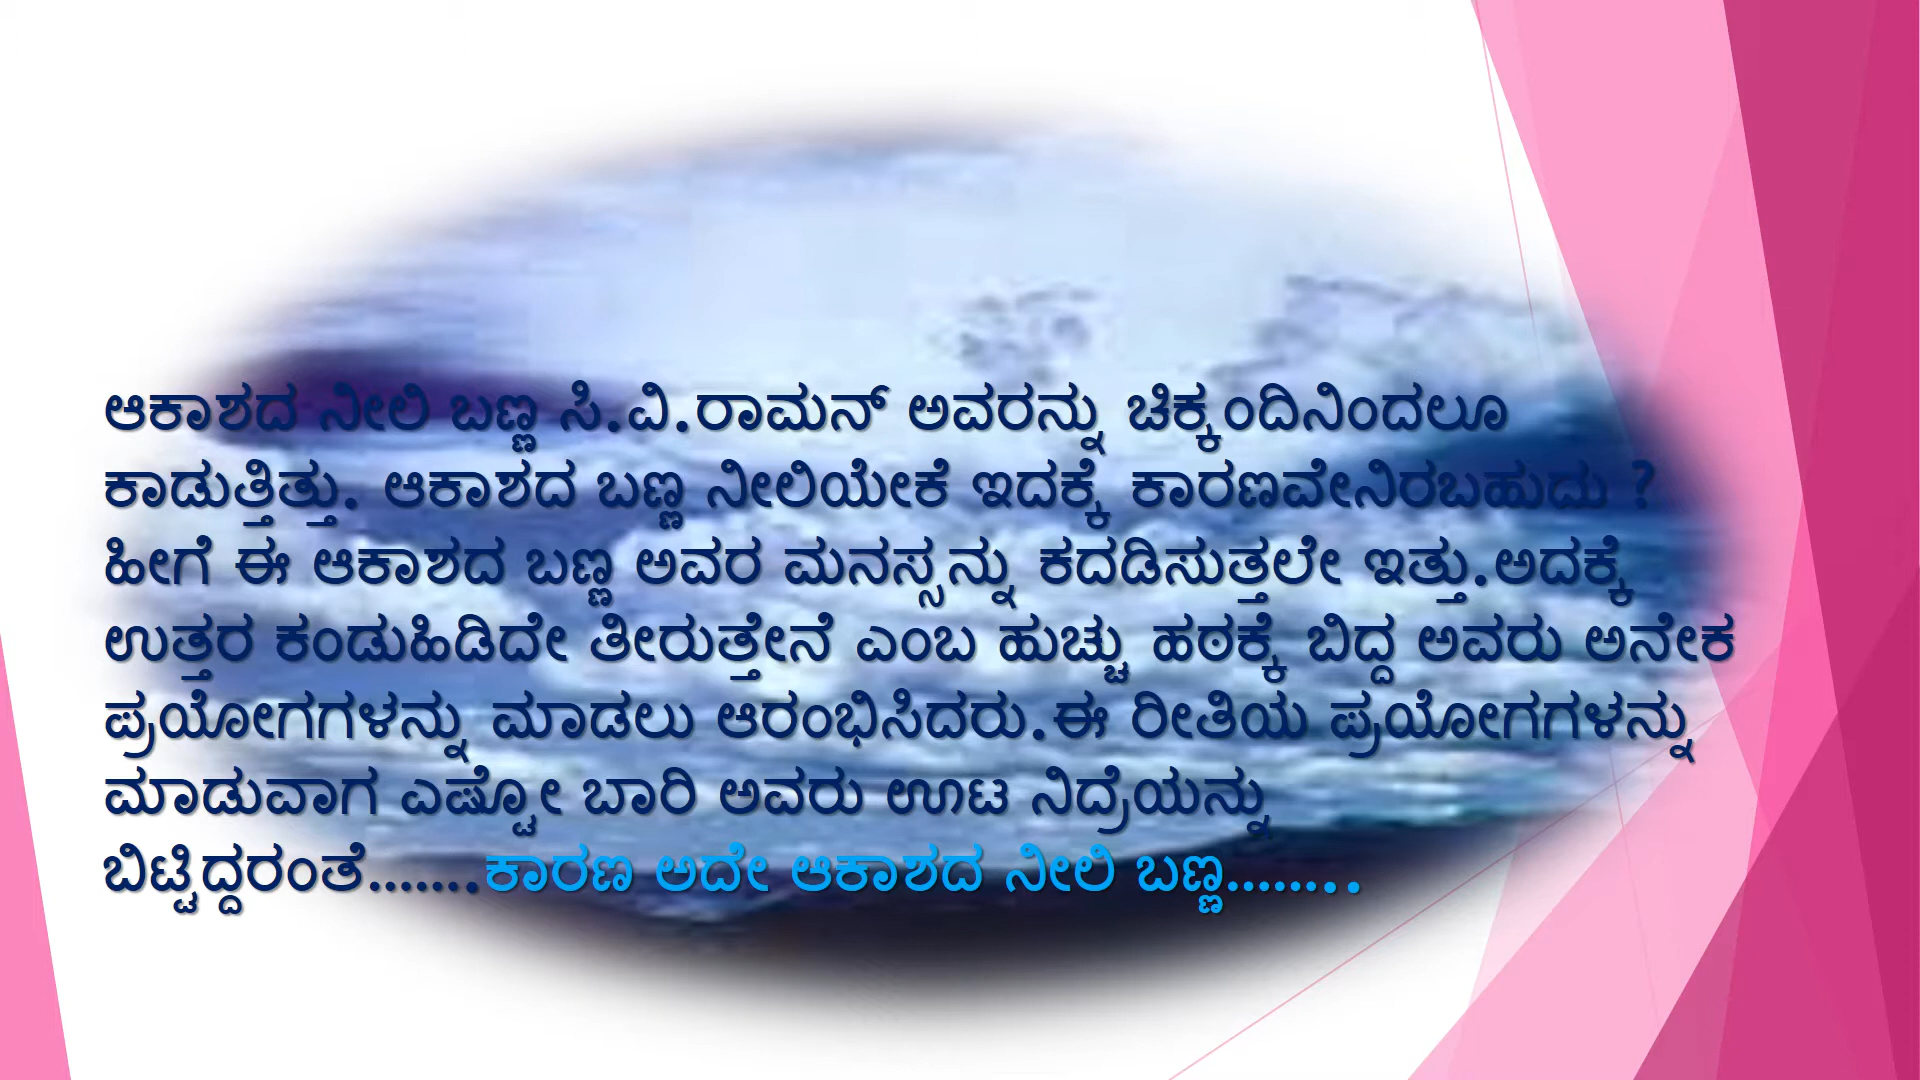 ಆಕಾಶದ ನೀಲಿ ಬಣ್ಣ ಸಿ.ವಿ.ರಾಮನ್ ಅವರನ್ನು ಚಿಕ್ಕಂದಿನಿಂದಲೂ
ಕಾಡುತ್ತಿತ್ತು. ಆಕಾಶದ ಬಣ್ಣ ನೀಲಿಯೇಕೆ ಇದಕ್ಕೆ ಕಾರಣವೇನಿರಬಹುದು ?
ಹೀಗೆ ಈ ಆಕಾಶದ ಬಣ್ಣ ಅವರ ಮನಸ್ಸನ್ನು ಕದಡಿಸುತ್ತಲೇ ಇತ್ತು.ಅದಕ್ಕೆ
ಉತ್ತರ ಕಂಡುಹಿಡಿದೇ ತೀರುತ್ತೇನೆ ಎಂಬ ಹುಚ್ಚು ಹಠಕ್ಕೆ ಬಿದ್ದ ಅವರು ಅನೇಕ
ಪ್ರಯೋಗಗಳನ್ನು ಮಾಡಲು ಆರಂಭಿಸಿದರು.ಈ ರೀತಿಯ ಪ್ರಯೋಗಗಳನ್ನು
ಮಾಡುವಾಗ ಎಷ್ಟೋ ಬಾರಿ ಅವರು ಊಟ ನಿದ್ರೆಯನ್ನು
ಬಿಟ್ಟಿದ್ದರಂತೆ.......ಕಾರಣ ಅದೇ ಆಕಾಶದ ನೀಲಿ ಬಣ್ಣ........